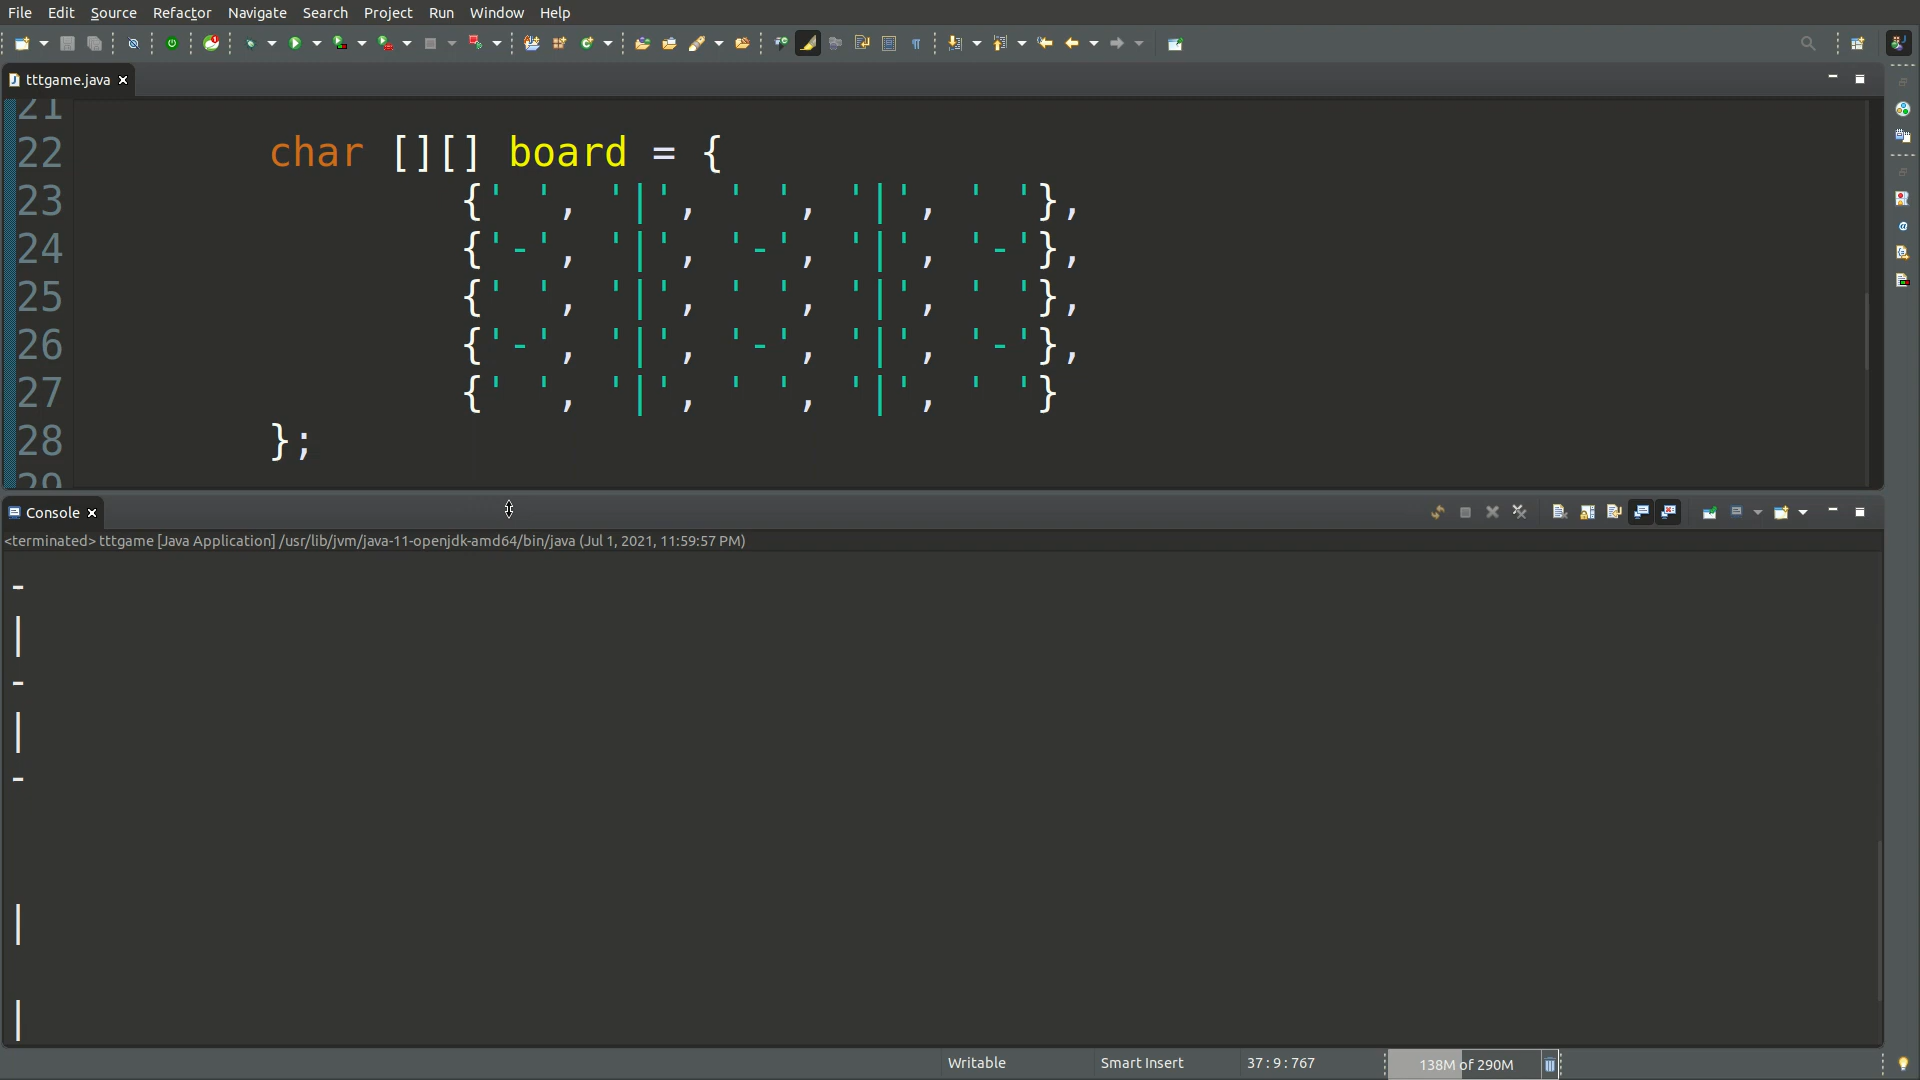 File Edit Source Refactor Navigate Search Project Run Window Help
tttgame.java
21
22 char [][] board = {
23 {' ', '|', ' ', '|', ' '},
24 {'-', '|', '-', '|', '-'},
25 {' ', '|', ' ', '|', ' '},
26 {'-', '|', '-', '|', '-'},
27 {' ', '|', ' ', '|', ' '}
28 };
29
Console
<terminated> tttgame [Java Application] /usr/lib/jvm/java-11-openjdk-amd64/bin/java (Jul 1, 2021, 11:59:57 PM)
-
|
-
|
-
|
|
Writable Smart Insert 37 : 9 : 767 138M of 290M